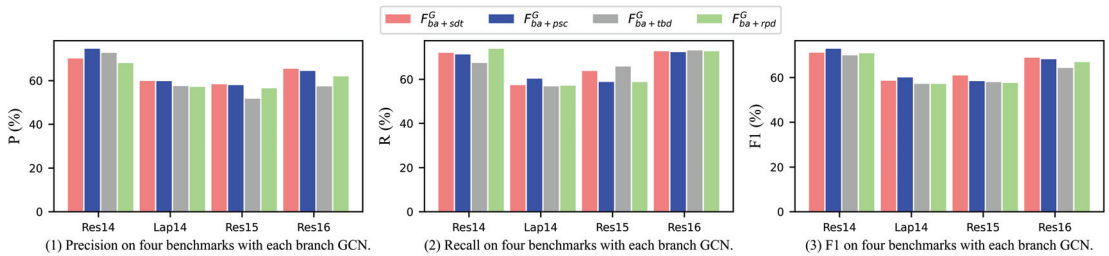 F^G_{ba+sdt} F^G_{ba+psc} F^G_{ba+tbd} F^G_{ba+rpd}
P (%)
60
40
20
0
Res14 Lap14 Res15 Res16
(1) Precision on four benchmarks with each branch GCN.
R (%)
60
40
20
0
Res14 Lap14 Res15 Res16
(2) Recall on four benchmarks with each branch GCN.
F1 (%)
60
40
20
0
Res14 Lap14 Res15 Res16
(3) F1 on four benchmarks with each branch GCN.